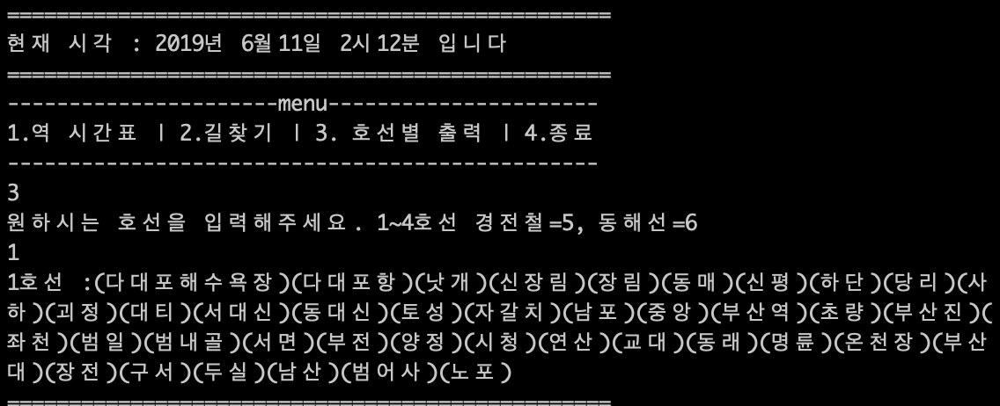 =================================================
현재 시각 : 2019년 6월 11일 2시 12분 입니다
=================================================
----------------------menu----------------------
1.역 시간표 | 2.길찾기 | 3. 호선별 출력 | 4.종료
------------------------------------------------
3
원하시는 호선을 입력해주세요. 1~4호선 경전철=5, 동해선=6
1
1호선 :(다대포해수욕장)(다대포항)(낫개)(신장림)(장림)(동매)(신평)(하단)(당리)(사
하)(괴정)(대티)(서대신)(동대신)(토성)(자갈치)(남포)(중앙)(부산역)(초량)(부산진)(
좌천)(범일)(범내골)(서면)(부전)(양정)(시청)(연산)(교대)(동래)(명륜)(온천장)(부산
대)(장전)(구서)(두실)(남산)(범어사)(노포)
=================================================